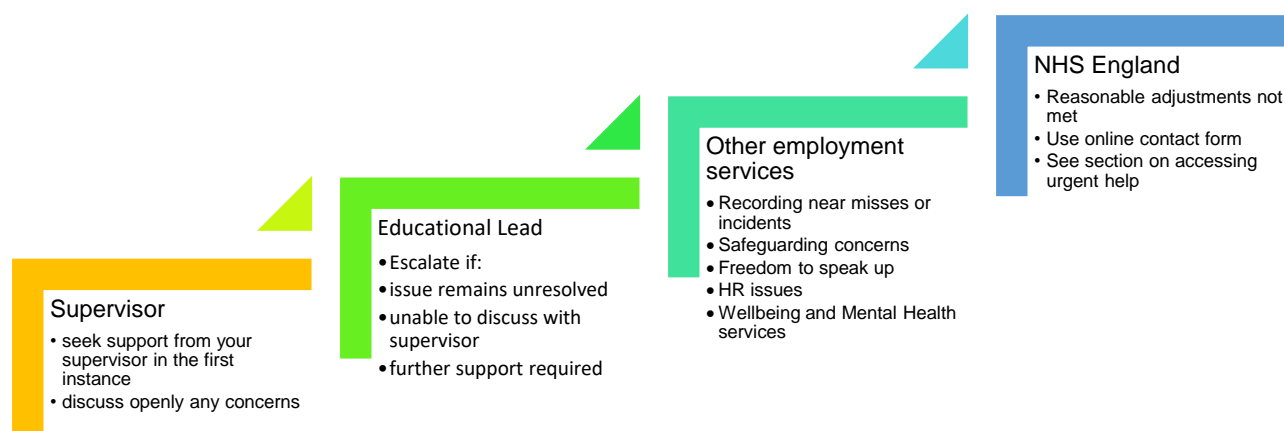 Supervisor
• seek support from your
supervisor in the first
instance
• discuss openly any concerns
Educational Lead
• Escalate if:
• issue remains unresolved
• unable to discuss with
supervisor
• further support required
Other employment
services
• Recording near misses or
incidents
• Safeguarding concerns
• Freedom to speak up
• HR issues
• Wellbeing and Mental Health
services
NHS England
• Reasonable adjustments not
met
• Use online contact form
• See section on accessing
urgent help